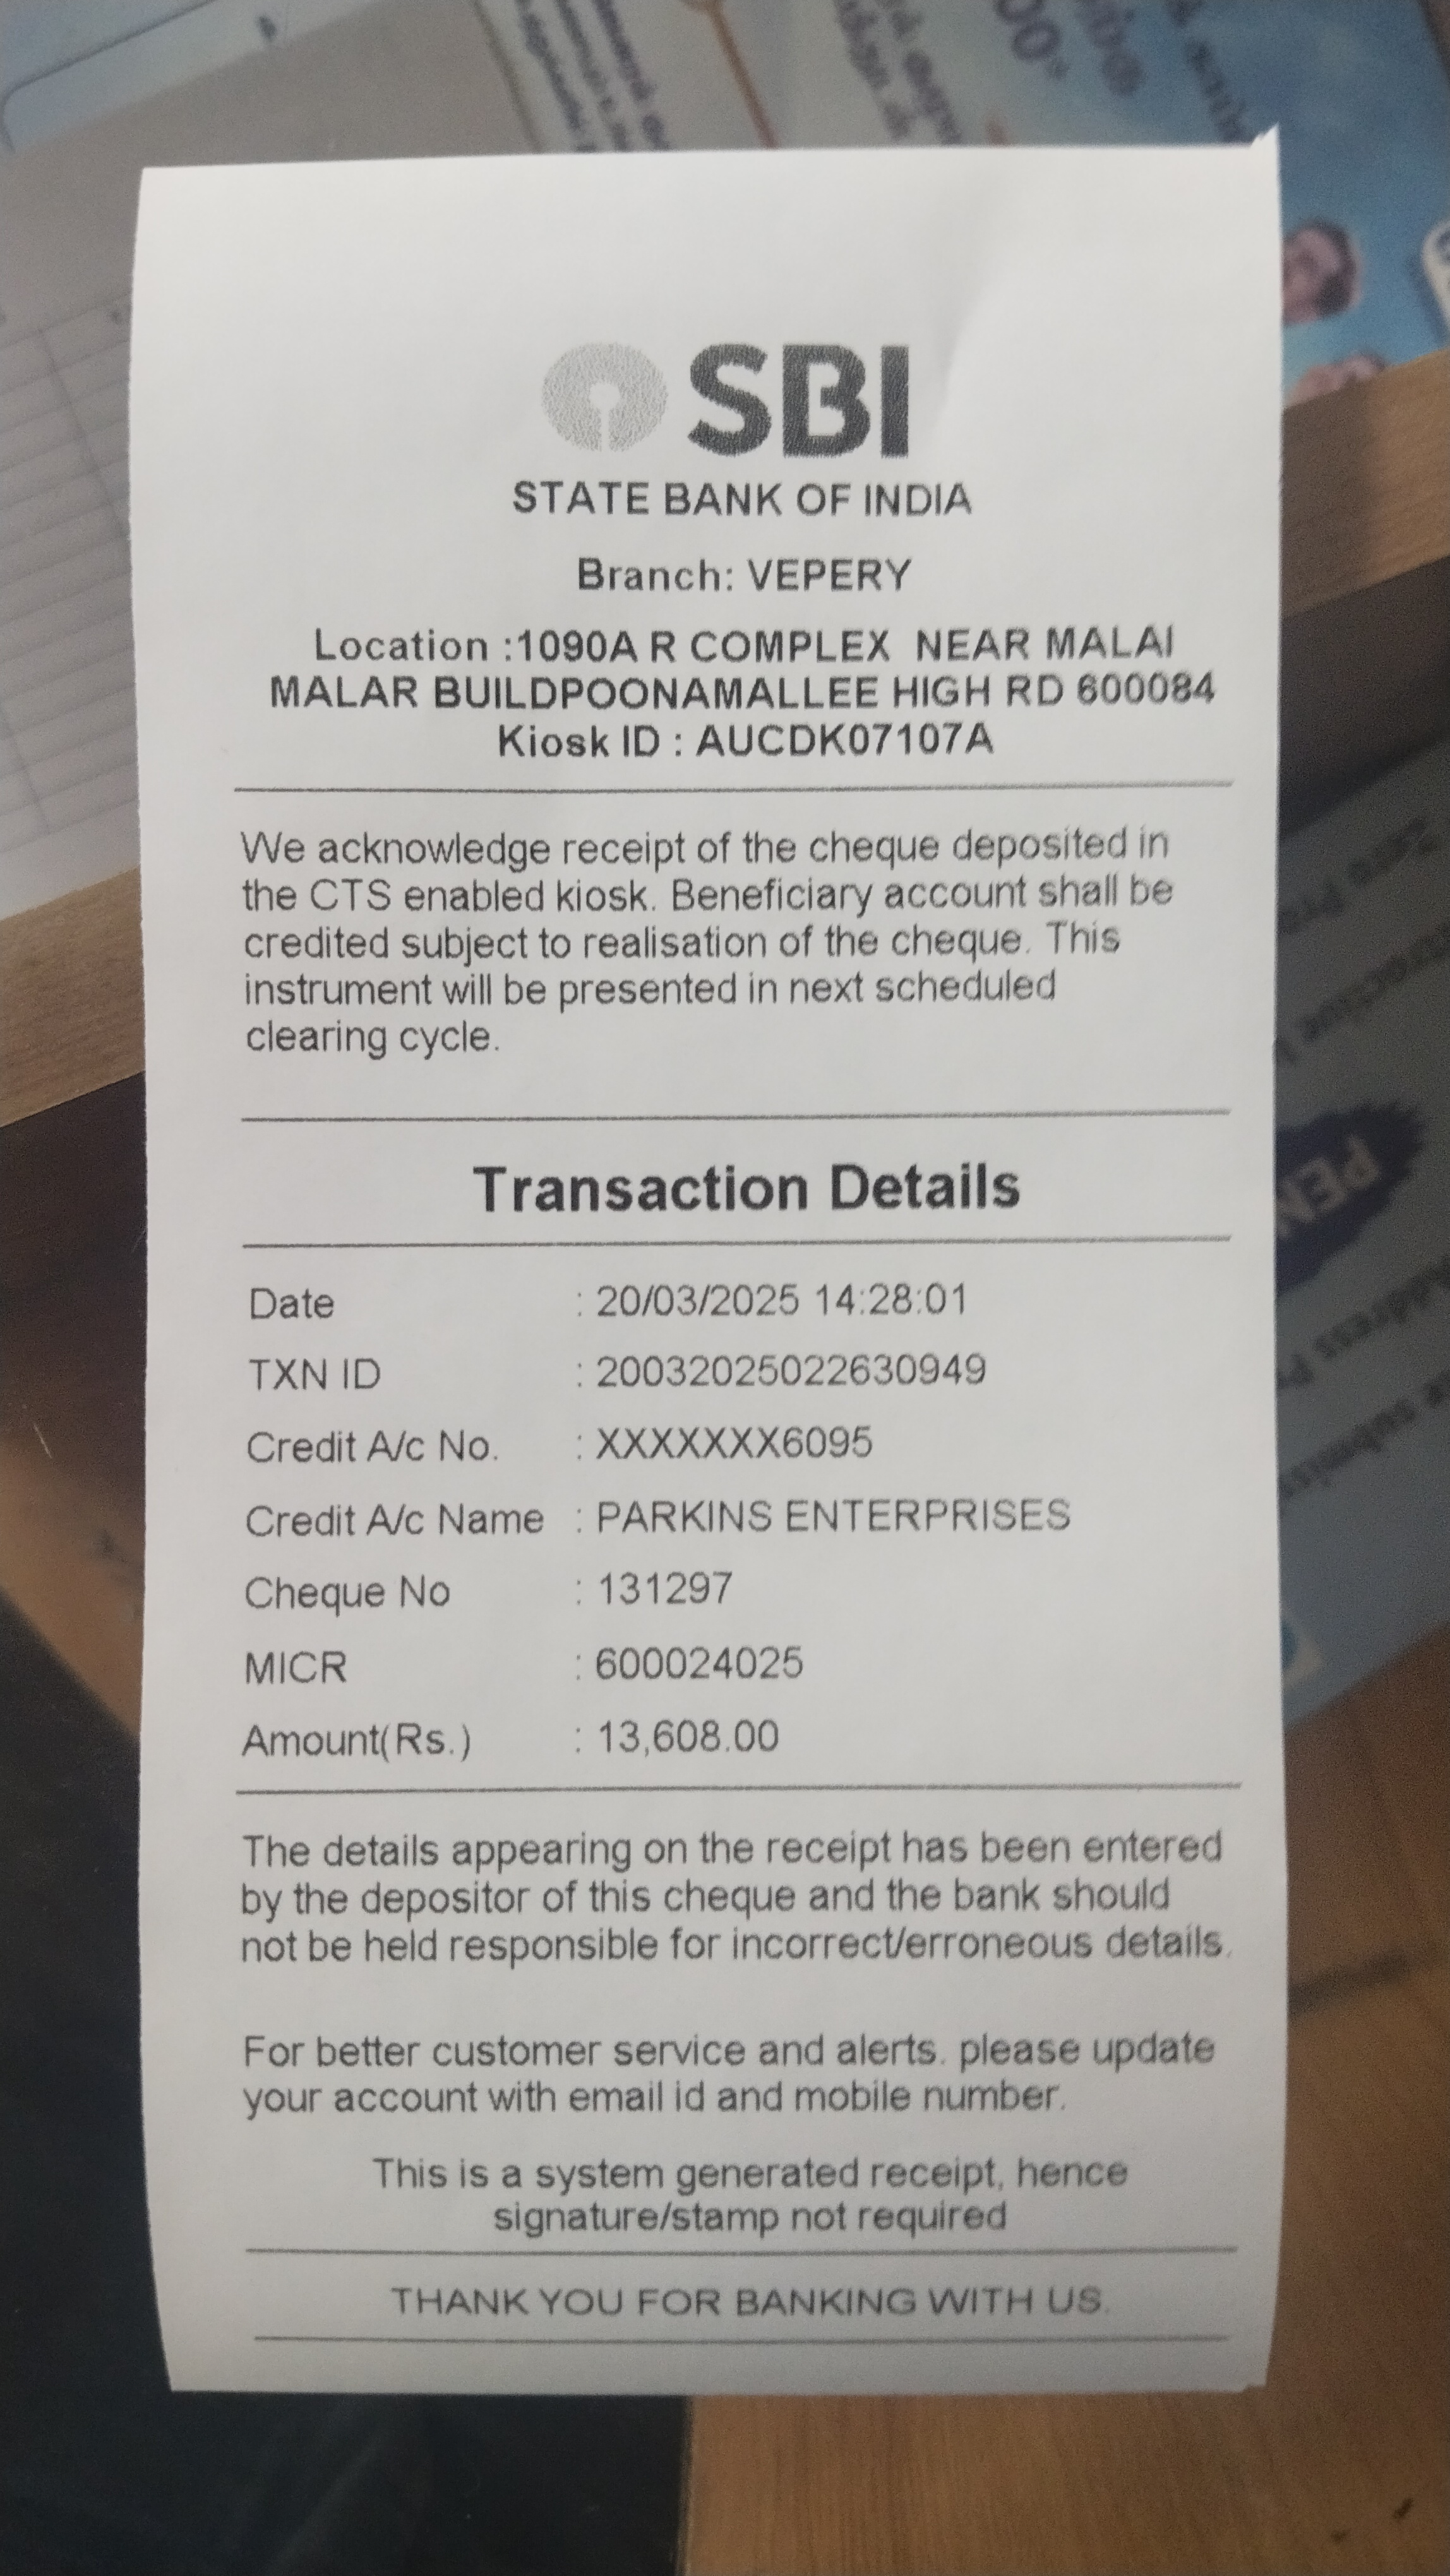 SBI
STATE BANK OF INDIA
Branch: VEPERY
Location :1090A R COMPLEX NEAR MALAI
MALAR BUILDPOONAMALLEE HIGH RD 600084
Kiosk ID : AUCDK07107A
We acknowledge receipt of the cheque deposited in
the CTS enabled kiosk. Beneficiary account shall be
credited subject to realisation of the cheque. This
instrument will be presented in next scheduled
clearing cycle.
Transaction Details
Date : 20/03/2025 14:28:01
TXN ID : 20032025022630949
Credit A/c No. : XXXXXXX6095
Credit A/c Name : PARKINS ENTERPRISES
Cheque No : 131297
MICR : 600024025
Amount(Rs.) : 13,608.00
The details appearing on the receipt has been entered
by the depositor of this cheque and the bank should
not be held responsible for incorrect/erroneous details.
For better customer service and alerts. please update
your account with email id and mobile number.
This is a system generated receipt, hence
signature/stamp not required
THANK YOU FOR BANKING WITH US.